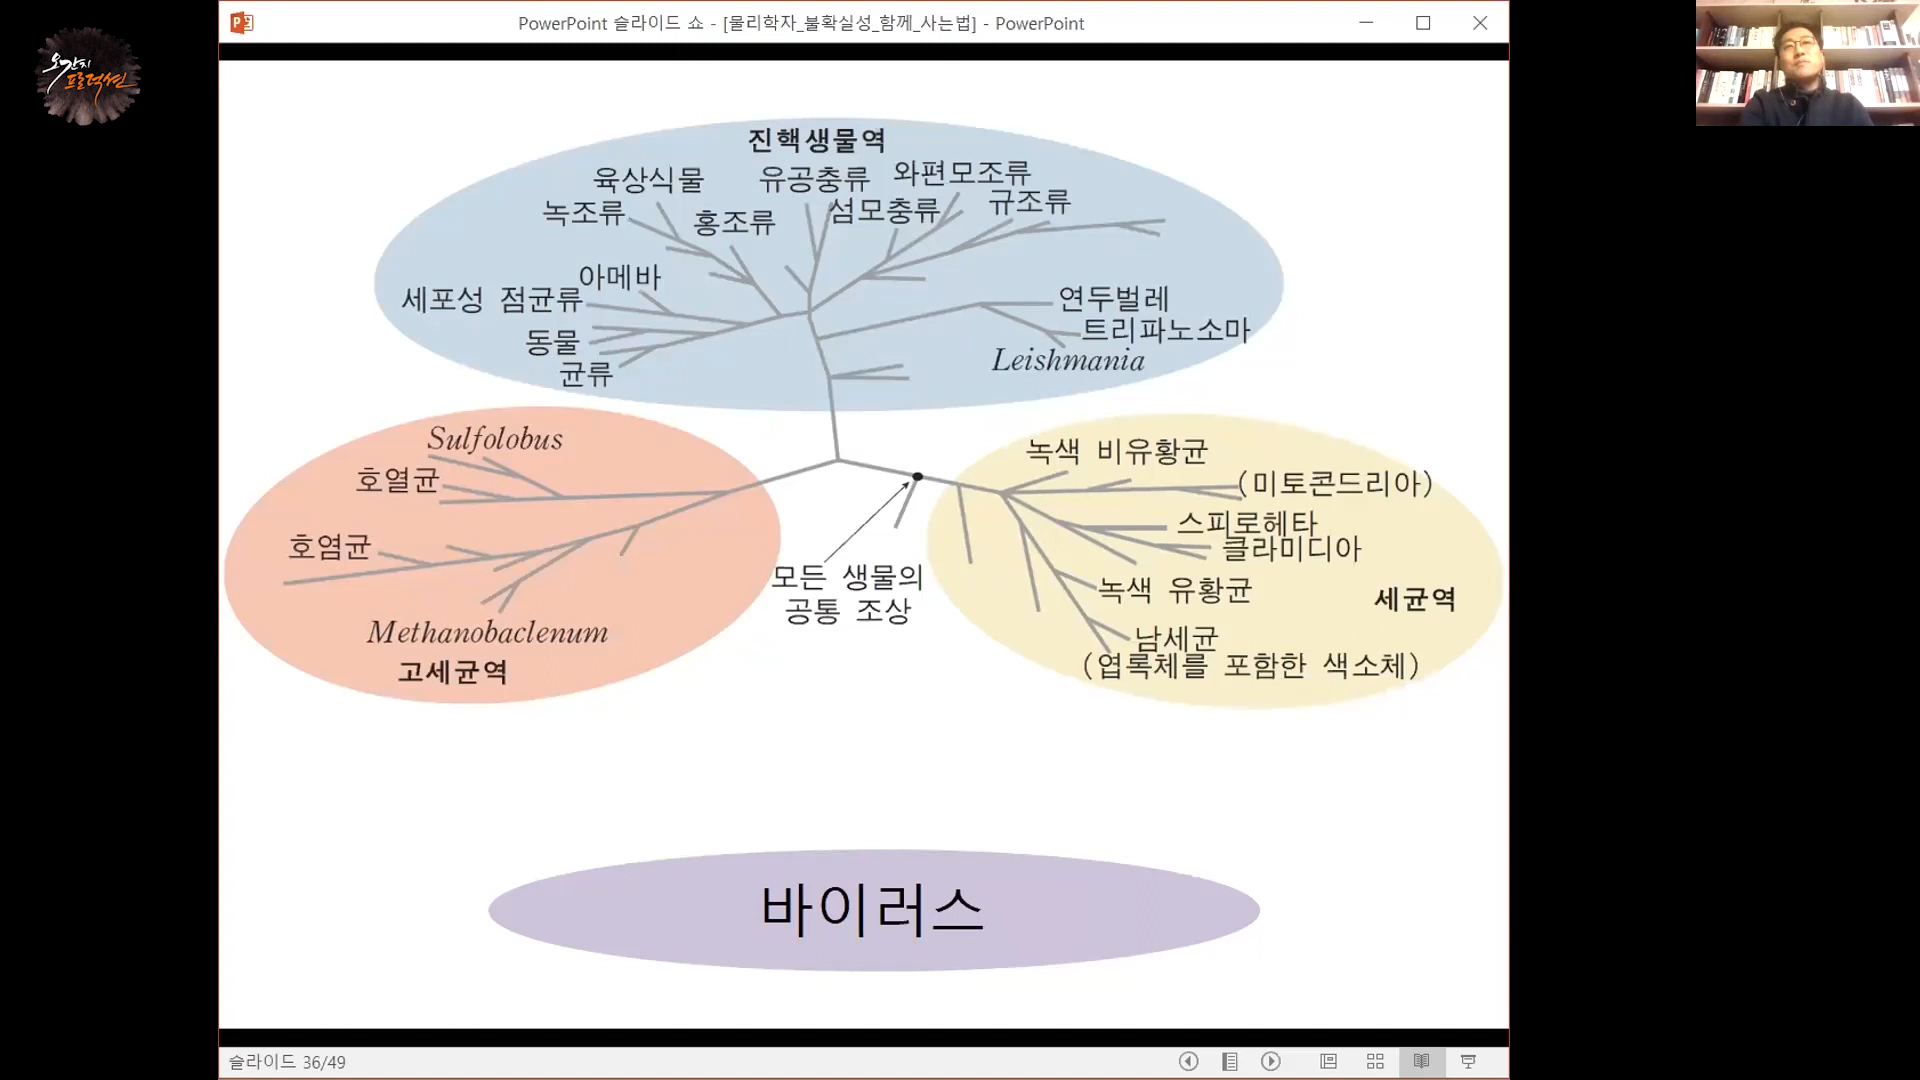 오간지
프로덕션
PowerPoint 슬라이드 쇼 - [물리학자_불확실성_함께_사는법] - PowerPoint
진핵생물역
육상식물 유공충류 와편모조류
녹조류 홍조류 섬모충류 규조류
아메바
세포성 점균류 연두벌레
동물 트리파노소마
균류 Leishmania
Sulfolobus
호열균
호염균
Methanobaclenum
고세균역
모든 생물의
공통 조상
녹색 비유황균
(미토콘드리아)
스피로헤타
클라미디아
녹색 유황균
세균역
남세균
(엽록체를 포함한 색소체)
바이러스
슬라이드 36/49